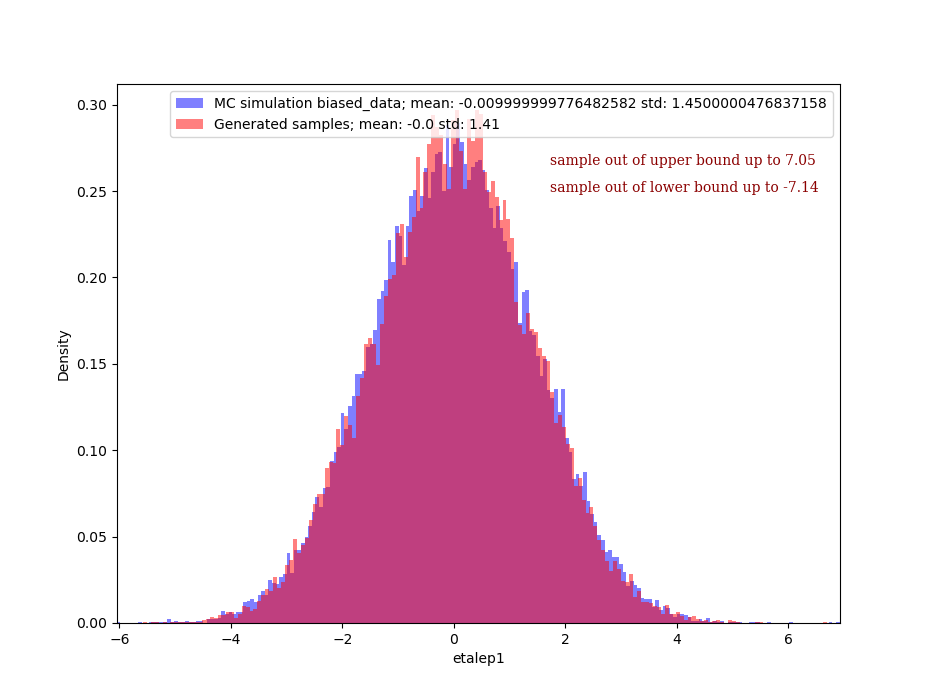 MC simulation biased_data; mean: -0.009999999776482582 std: 1.4500000476837158
Generated samples; mean: -0.0 std: 1.41
sample out of upper bound up to 7.05
sample out of lower bound up to -7.14
0.30
0.25
0.20
0.15
0.10
0.05
0.00
Density
−6
−4
−2
0
2
4
6
etalep1